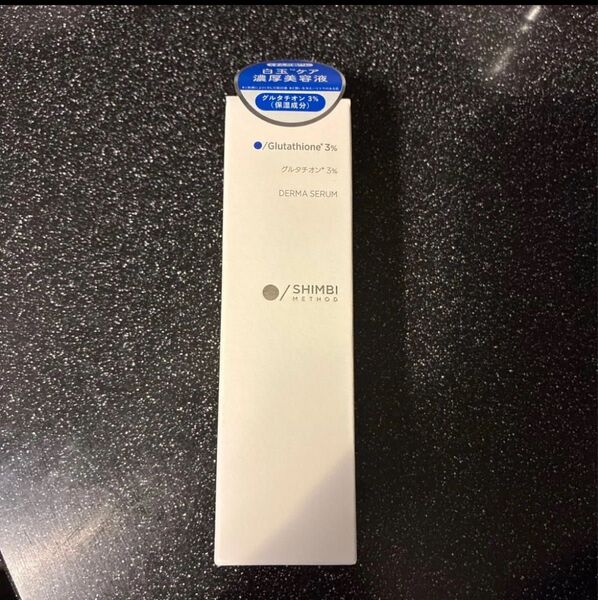 白玉*¹ケア
濃厚美容液
グルタチオン 3%
(保湿成分)
/Glutathione* 3%
グルタチオン* 3%
DERMA SERUM
/SHIMBI
METHOD